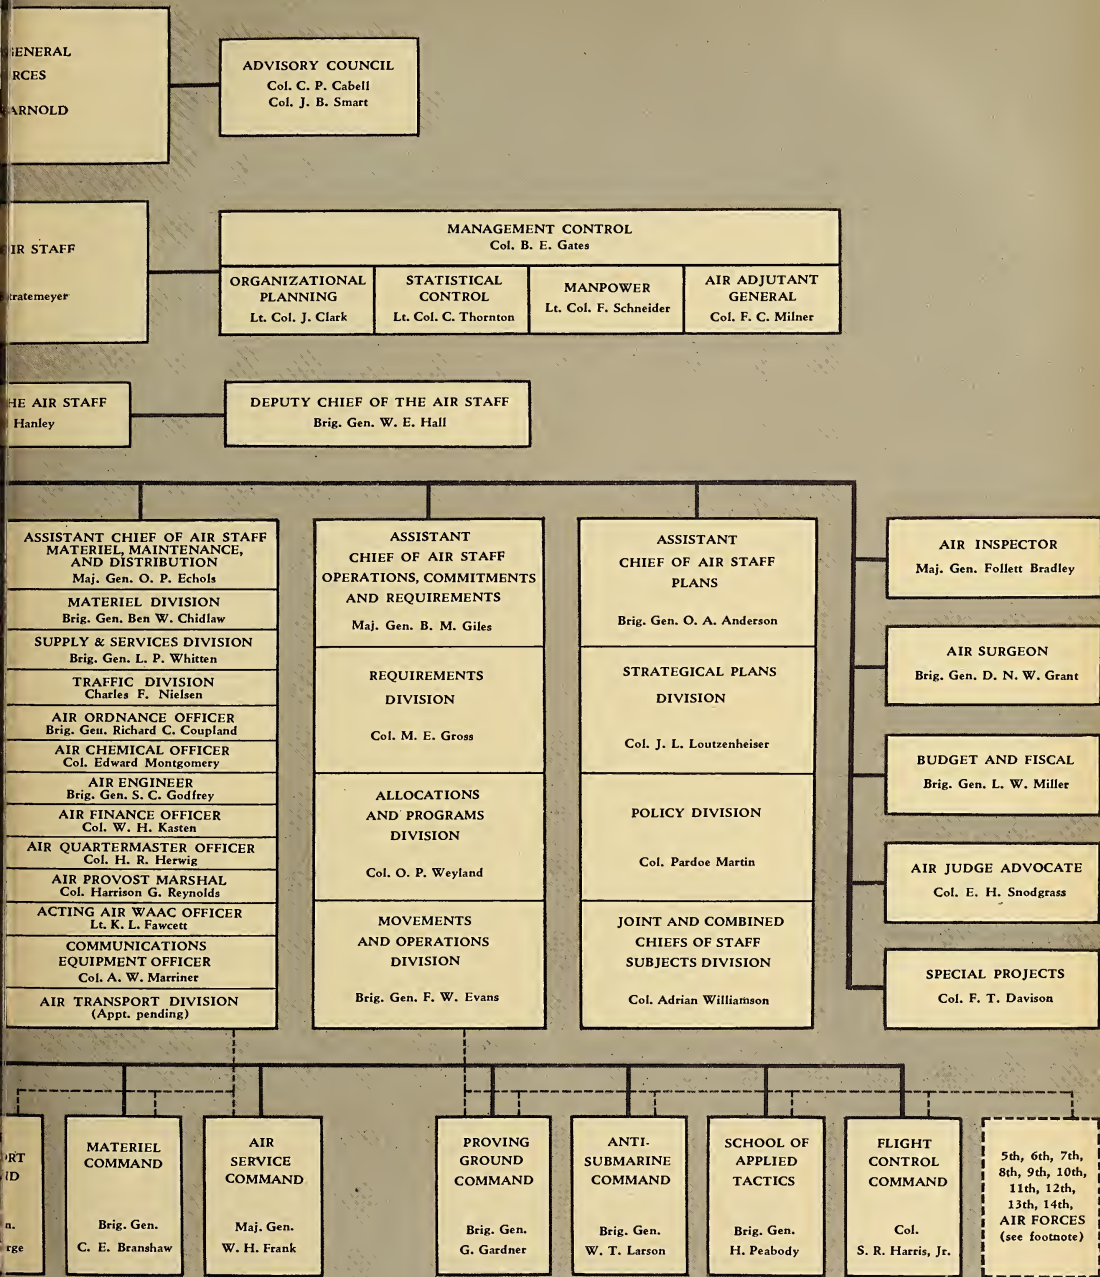 GENERAL
RCES
ARNOLD
ADVISORY COUNCIL
Col. C. P. Cabell
Col. J. B. Smart
IR STAFF
tratemeyer
MANAGEMENT CONTROL
Col. B. E. Gates
ORGANIZATIONAL
PLANNING
Lt. Col. J. Clark
STATISTICAL
CONTROL
Lt. Col. C. Thornton
MANPOWER
Lt. Col. F. Schneider
AIR ADJUTANT
GENERAL
Col. F. C. Milner
HE AIR STAFF
Hanley
DEPUTY CHIEF OF THE AIR STAFF
Brig. Gen. W. E. Hall
ASSISTANT CHIEF OF AIR STAFF
MATERIEL, MAINTENANCE,
AND DISTRIBUTION
Maj. Gen. O. P. Echols
MATERIEL DIVISION
Brig. Gen. Ben W. Chidlaw
SUPPLY & SERVICES DIVISION
Brig. Gen. L. P. Whitten
TRAFFIC DIVISION
Charles F. Nielsen
AIR ORDNANCE OFFICER
Brig. Gen. Richard C. Coupland
AIR CHEMICAL OFFICER
Col. Edward Montgomery
AIR ENGINEER
Brig. Gen. S. C. Godfrey
AIR FINANCE OFFICER
Col. W. H. Kasten
AIR QUARTERMASTER OFFICER
Col. H. R. Herwig
AIR PROVOST MARSHAL
Col. Harrison G. Reynolds
ACTING AIR WAAC OFFICER
Lt. K. L. Fawcett
COMMUNICATIONS
EQUIPMENT OFFICER
Col. A. W. Marriner
AIR TRANSPORT DIVISION
(Appt. pending)
ASSISTANT
CHIEF OF AIR STAFF
OPERATIONS, COMMITMENTS
AND REQUIREMENTS
Maj. Gen. B. M. Giles
REQUIREMENTS
DIVISION
Col. M. E. Gross
ALLOCATIONS
AND PROGRAMS
DIVISION
Col. O. P. Weyland
MOVEMENTS
AND OPERATIONS
DIVISION
Brig. Gen. F. W. Evans
ASSISTANT
CHIEF OF AIR STAFF
PLANS
Brig. Gen. O. A. Anderson
STRATEGICAL PLANS
DIVISION
Col. J. L. Loutzenheiser
POLICY DIVISION
Col. Pardoe Martin
JOINT AND COMBINED
CHIEFS OF STAFF
SUBJECTS DIVISION
Col. Adrian Williamson
AIR INSPECTOR
Maj. Gen. Follett Bradley
AIR SURGEON
Brig. Gen. D. N. W. Grant
BUDGET AND FISCAL
Brig. Gen. L. W. Miller
AIR JUDGE ADVOCATE
Col. E. H. Snodgrass
SPECIAL PROJECTS
Col. F. T. Davison
ORT
ND
n.
rge
MATERIEL
COMMAND
Brig. Gen.
C. E. Branshaw
AIR
SERVICE
COMMAND
Maj. Gen.
W. H. Frank
PROVING
GROUND
COMMAND
Brig. Gen.
G. Gardner
ANTI-
SUBMARINE
COMMAND
Brig. Gen.
W. T. Larson
SCHOOL OF
APPLIED
TACTICS
Brig. Gen.
H. Peabody
FLIGHT
CONTROL
COMMAND
Col.
S. R. Harris, Jr.
5th, 6th, 7th,
8th, 9th, 10th,
11th, 12th,
13th, 14th,
AIR FORCES
(see footnote)